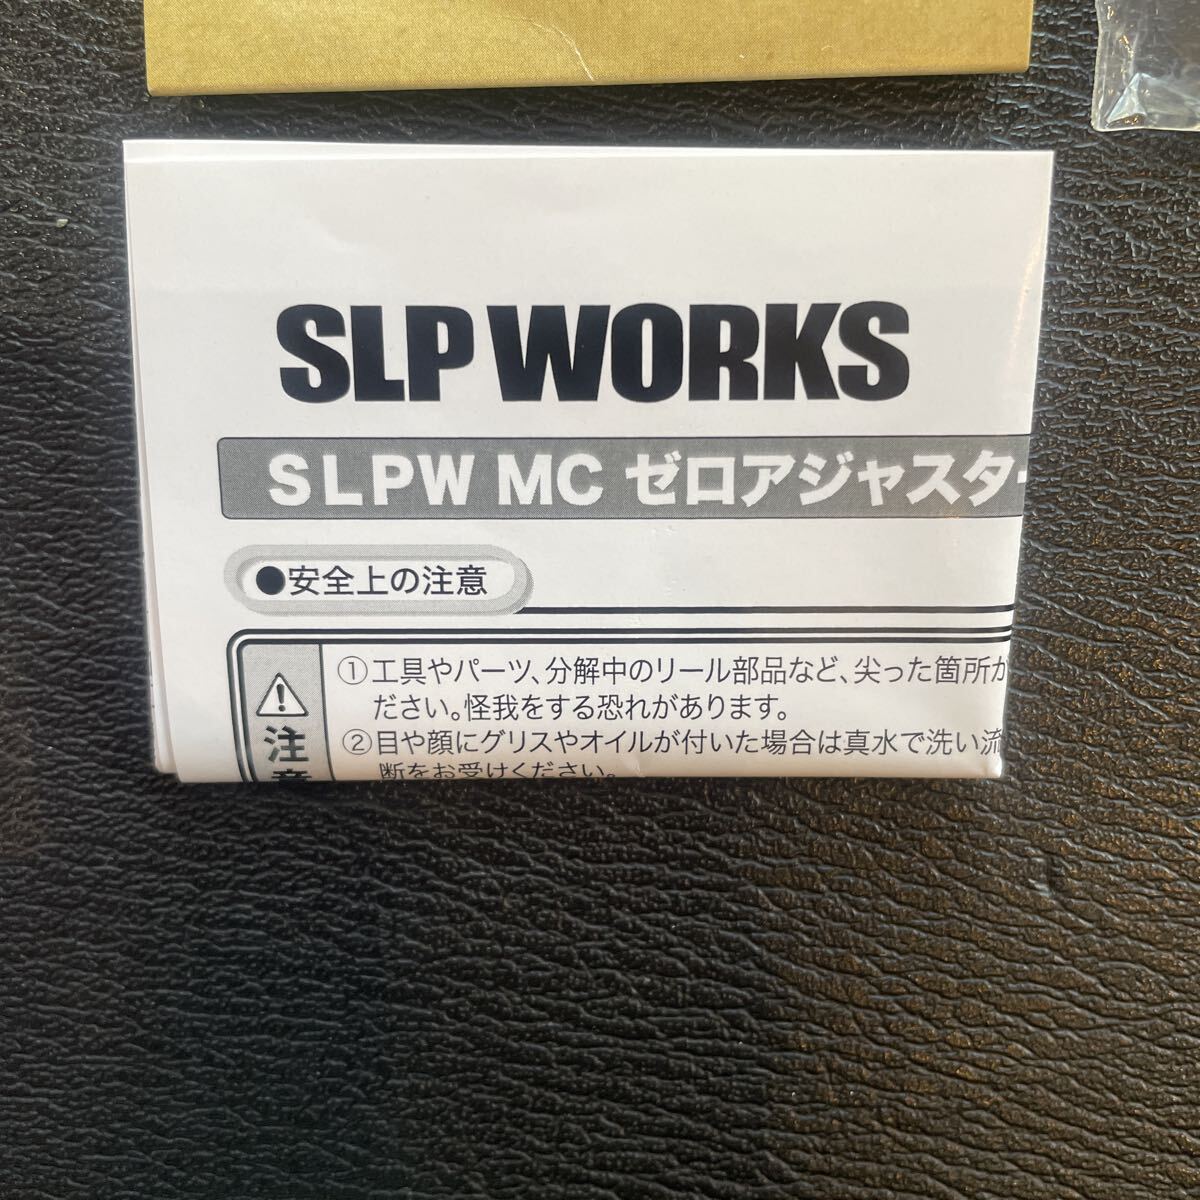 SLP WORKS
SLPW MC ゼロアジャスター
●安全上の注意
①工具やパーツ、分解中のリール部品など、尖った箇所が
ださい。怪我をする恐れがあります。
注意
②目や顔にグリスやオイルが付いた場合は真水で洗い流
断をお受けください。